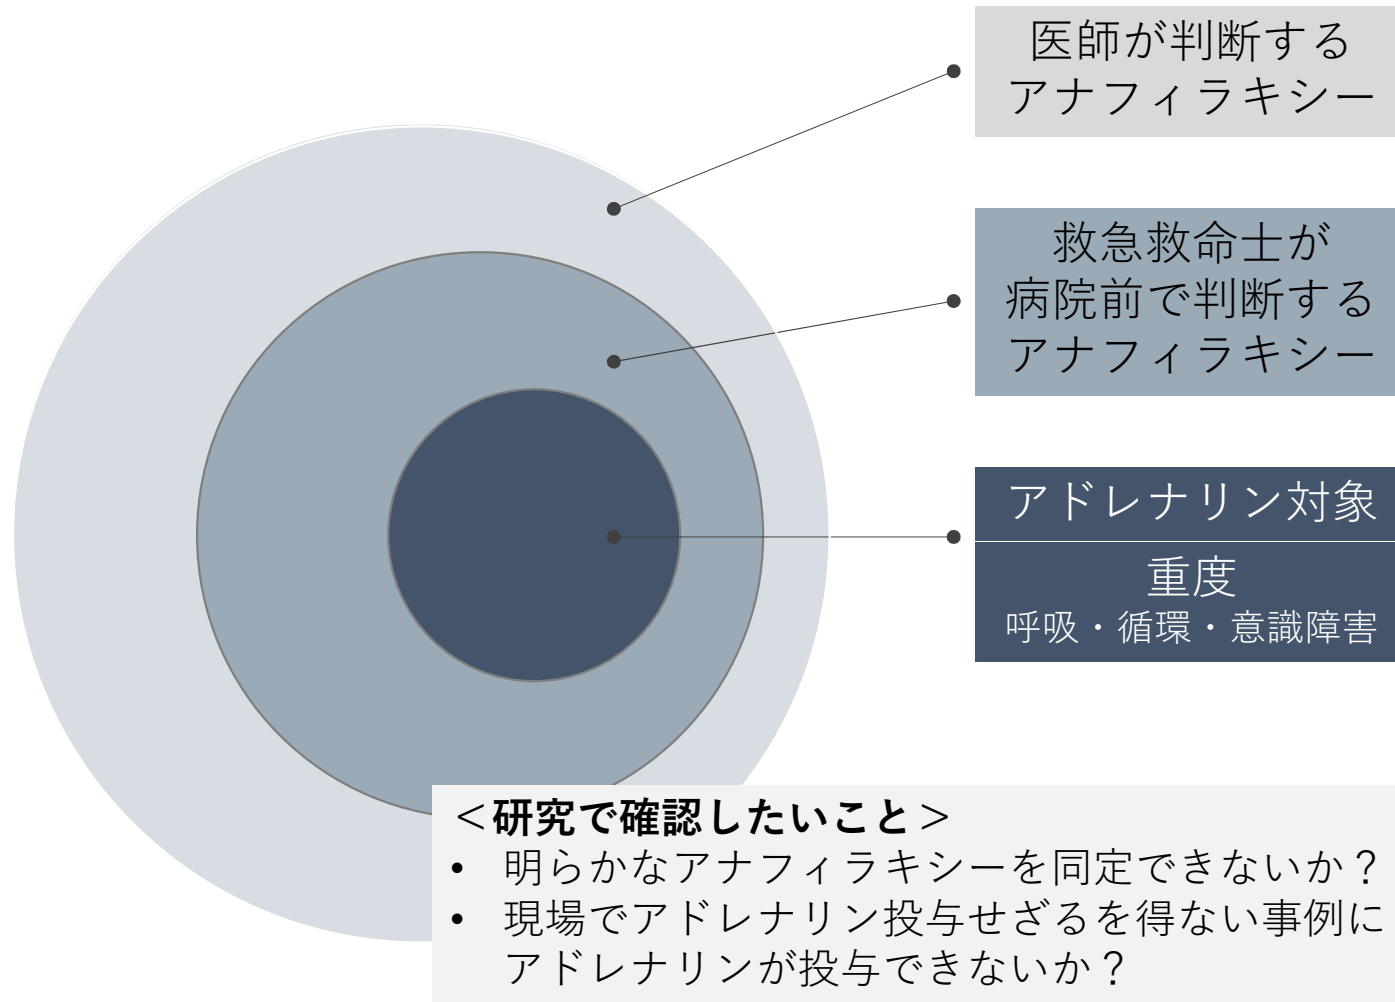 医師が判断する
アナフィラキシー
救急救命士が
病院前で判断する
アナフィラキシー
アドレナリン対象
重度
呼吸・循環・意識障害
＜研究で確認したいこと＞
• 明らかなアナフィラキシーを同定できないか？
• 現場でアドレナリン投与せざるを得ない事例に
アドレナリンが投与できないか？